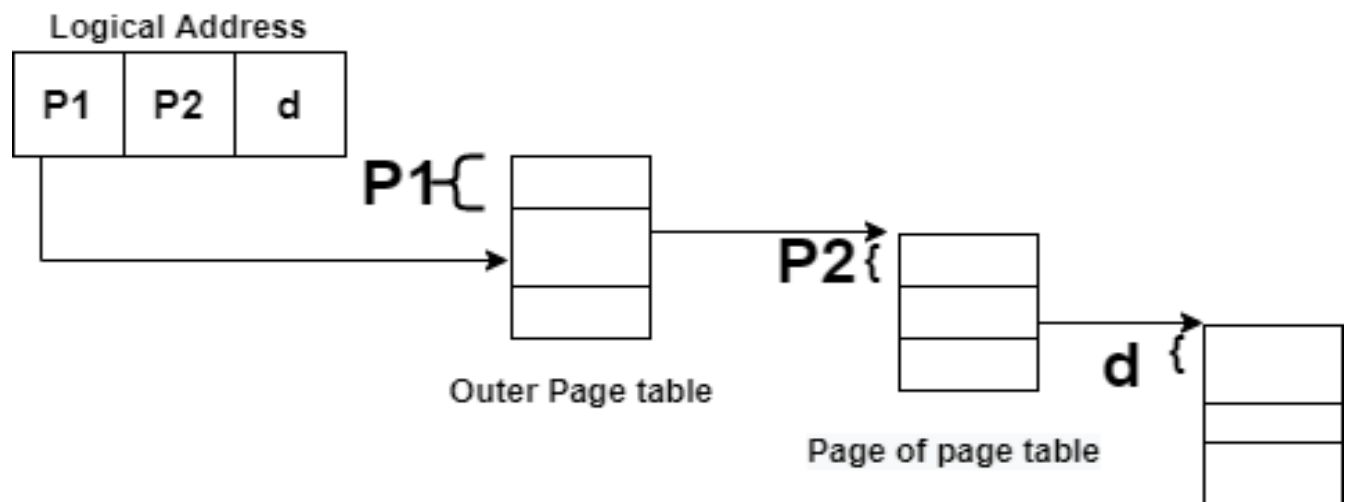 Logical Address
P1 P2 d
P1
P2
d
Outer Page table
Page of page table